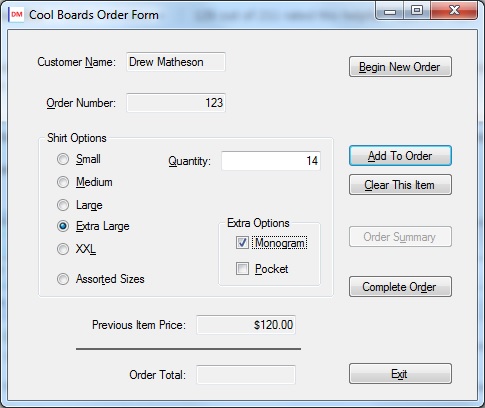 DM Cool Boards Order Form
Customer Name: Drew Matheson
Begin New Order
Order Number: 123
Shirt Options
Small
Quantity: 14
Add To Order
Medium
Clear This Item
Large
Extra Options
Extra Large
Monogram
Order Summary
XXL
Pocket
Assorted Sizes
Complete Order
Previous Item Price: $120.00
Order Total:
Exit